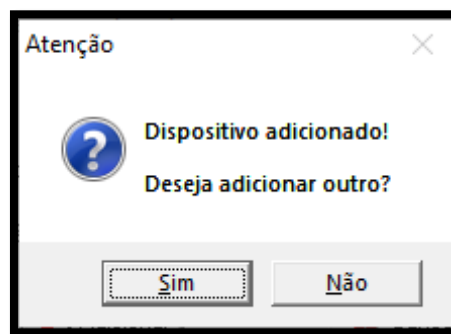 Atenção
Dispositivo adicionado!
Deseja adicionar outro?
Sim
Não